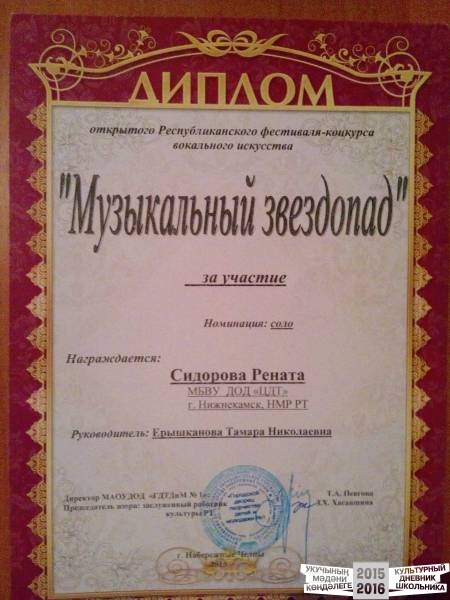 ДИПЛОМ
открытого Республиканского фестиваля-конкурса
вокального искусства
"Музыкальный звездопад"
за участие
Номинация: соло
Награждается:
Сидорова Рената
МБВУ ДОД «ЦДТ»
г. Нижнекамск, НМР РТ
Руководитель: Ерышканова Тамара Николаевна
Директор МАОУДОД «ГДТДиМ № 1»:
Председатель жюри: заслуженный работник
культуры РТ
г. Набережные Челны
УКУЧЫНЫҢ
МӘДӘНИ
КӨНДӘЛЕГЕ
2015
2016
КУЛЬТУРНЫЙ
ДНЕВНИК
ШКОЛЬНИКА